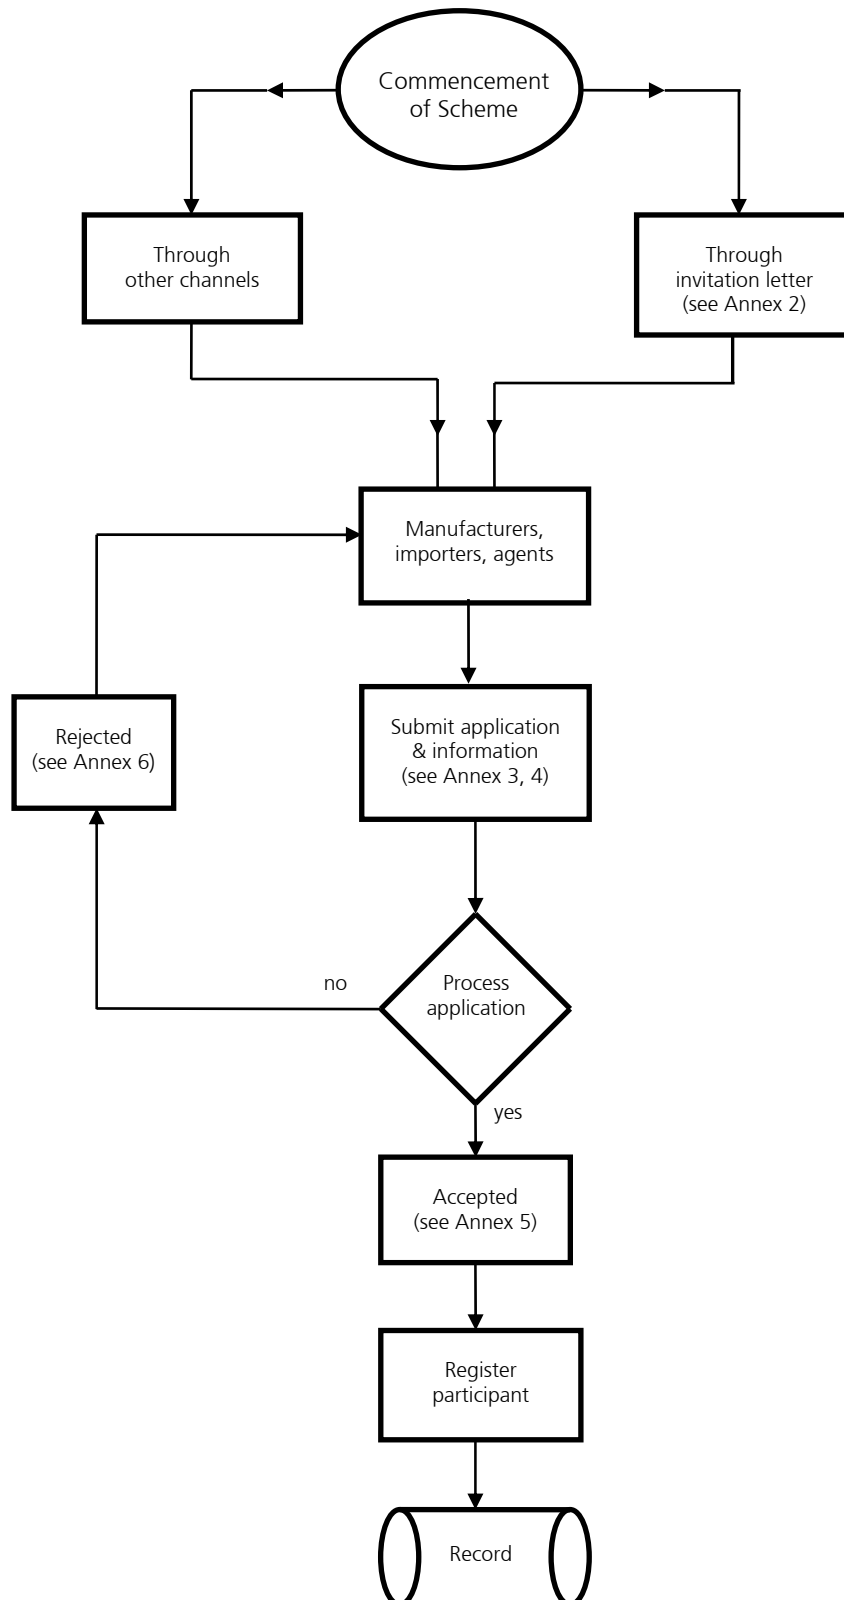 Commencement
of Scheme
Through
other channels
Through
invitation letter
(see Annex 2)
Manufacturers,
importers, agents
Rejected
(see Annex 6)
Submit application
& information
(see Annex 3, 4)
no
Process
application
yes
Accepted
(see Annex 5)
Register
participant
Record